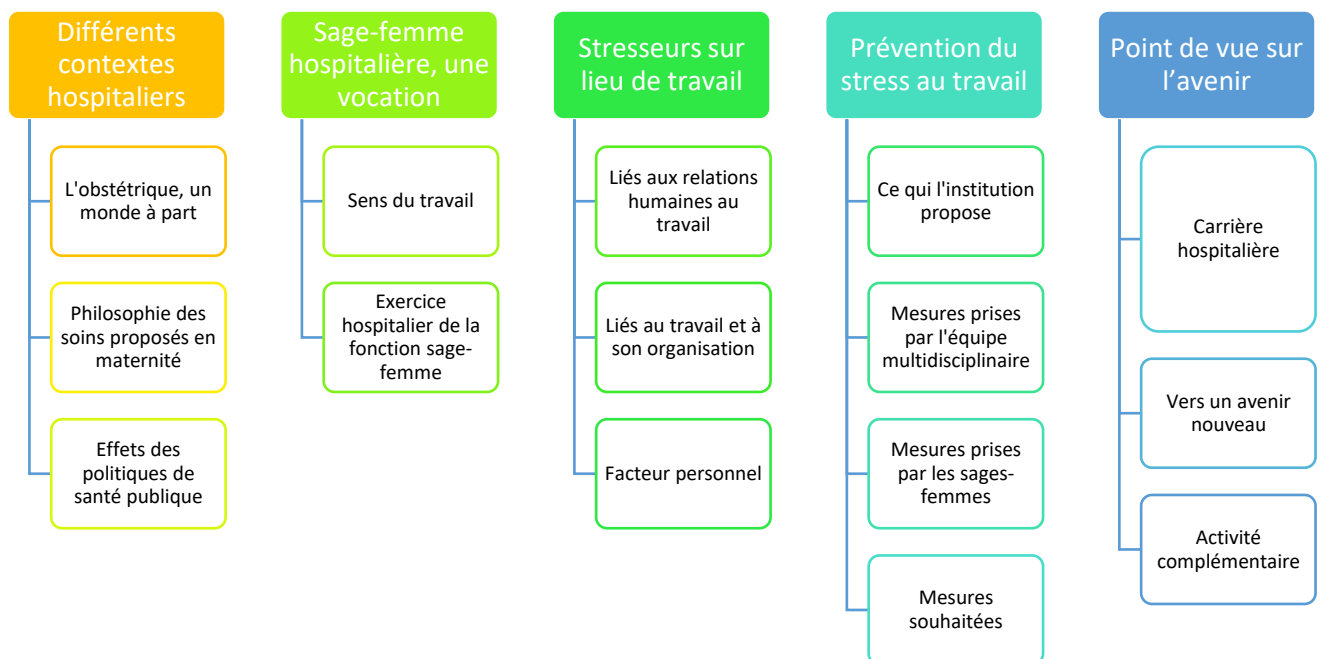 Différents
contextes
hospitaliers
L'obstétrique, un
monde à part
Philosophie des
soins proposés en
maternité
Effets des
politiques de
santé publique
Sage-femme
hospitalière, une
vocation
Sens du travail
Exercice
hospitalier de la
fonction sage-
femme
Stresseurs sur
lieu de travail
Liés aux relations
humaines au
travail
Liés au travail et à
son organisation
Facteur personnel
Prévention du
stress au travail
Ce qui l'institution
propose
Mesures prises
par l'équipe
multidisciplinaire
Mesures prises
par les sages-
femmes
Mesures
souhaitées
Point de vue sur
l’avenir
Carrière
hospitalière
Vers un avenir
nouveau
Activité
complémentaire